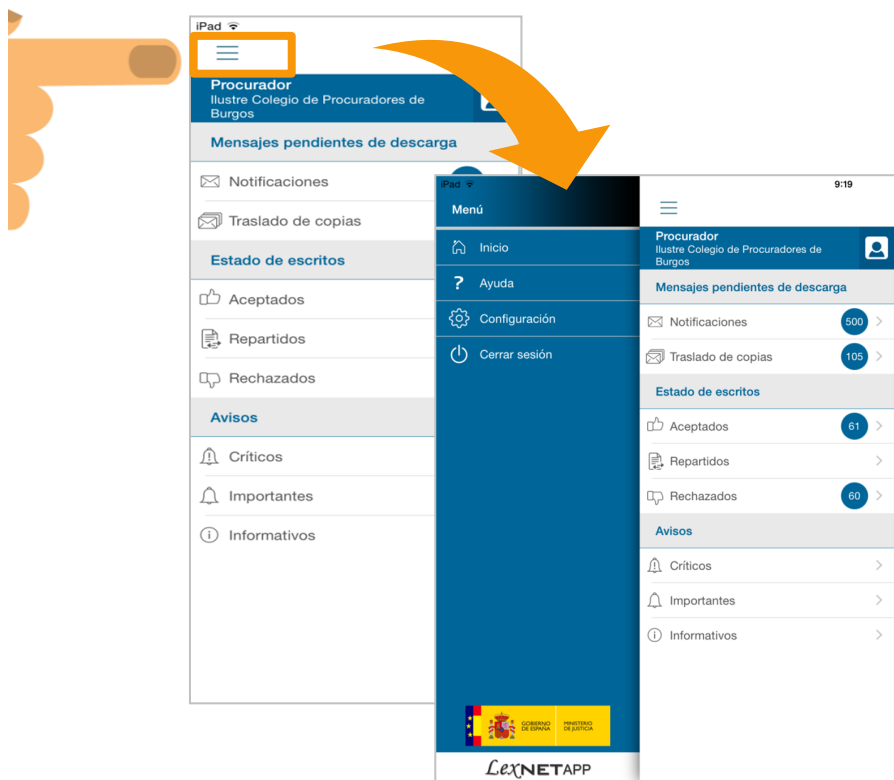 iPad
Procurador
Ilustre Colegio de Procuradores de
Burgos
Mensajes pendientes de descarga
Notificaciones
Traslado de copias
Estado de escritos
Aceptados
Repartidos
Rechazados
Avisos
Críticos
Importantes
Informativos
iPad
9:19
Menú
Inicio
? Ayuda
Configuración
Cerrar sesión
GOBIERNO
DE ESPAÑA
MINISTERIO
DE JUSTICIA
LexNETAPP
Procurador
Ilustre Colegio de Procuradores de
Burgos
Mensajes pendientes de descarga
Notificaciones 500
Traslado de copias 105
Estado de escritos
Aceptados 61
Repartidos
Rechazados 60
Avisos
Críticos
Importantes
Informativos